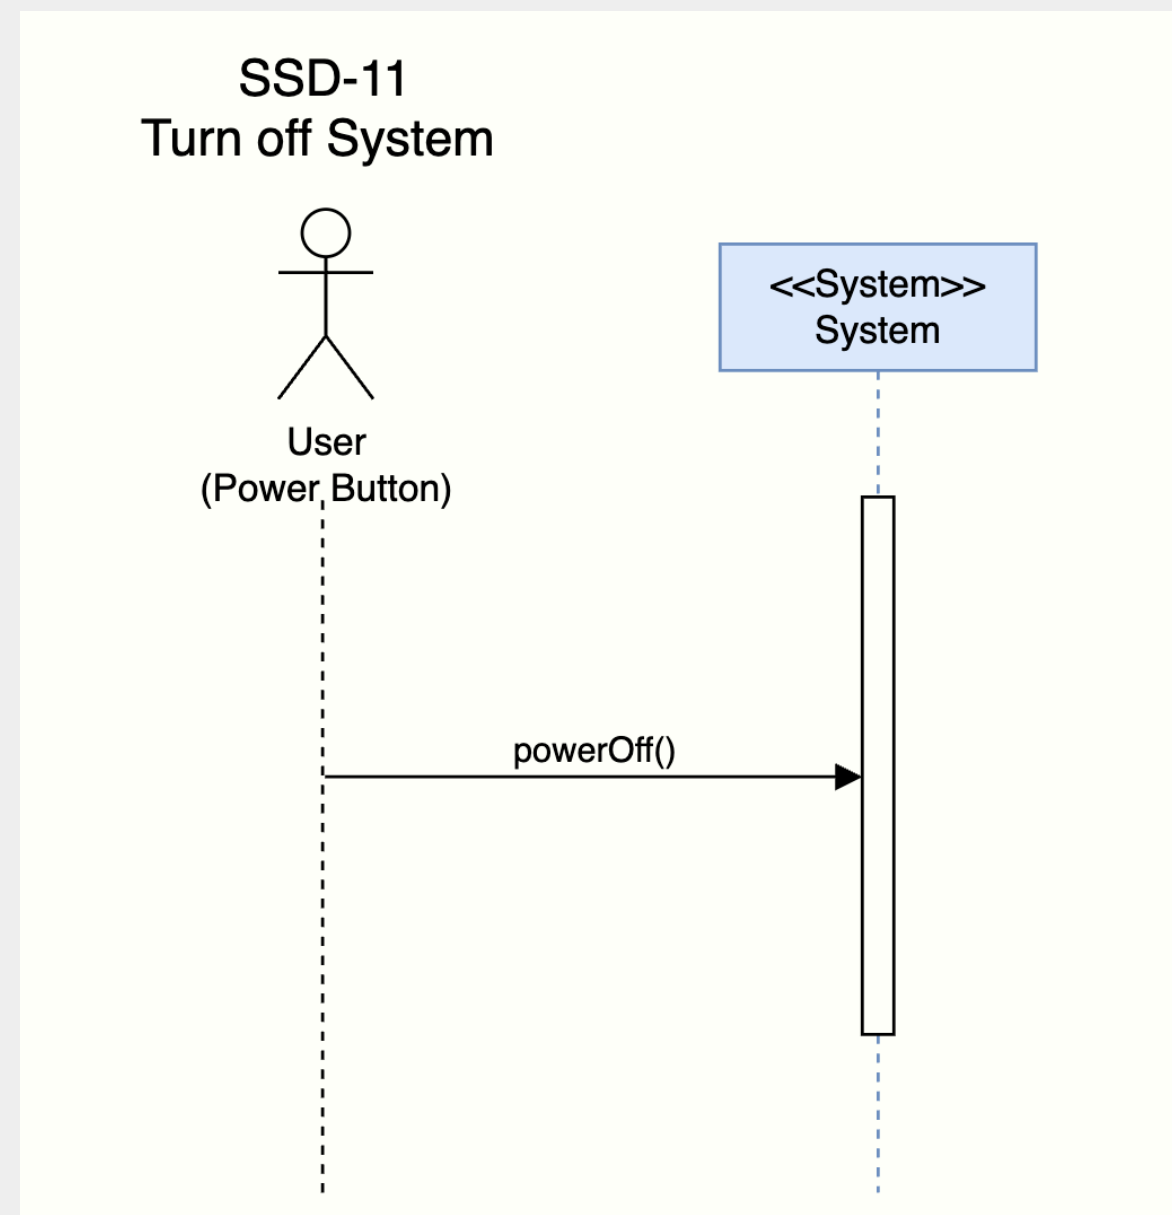 SSD-11
Turn off System
<<System>>
System
User
(Power Button)
powerOff()